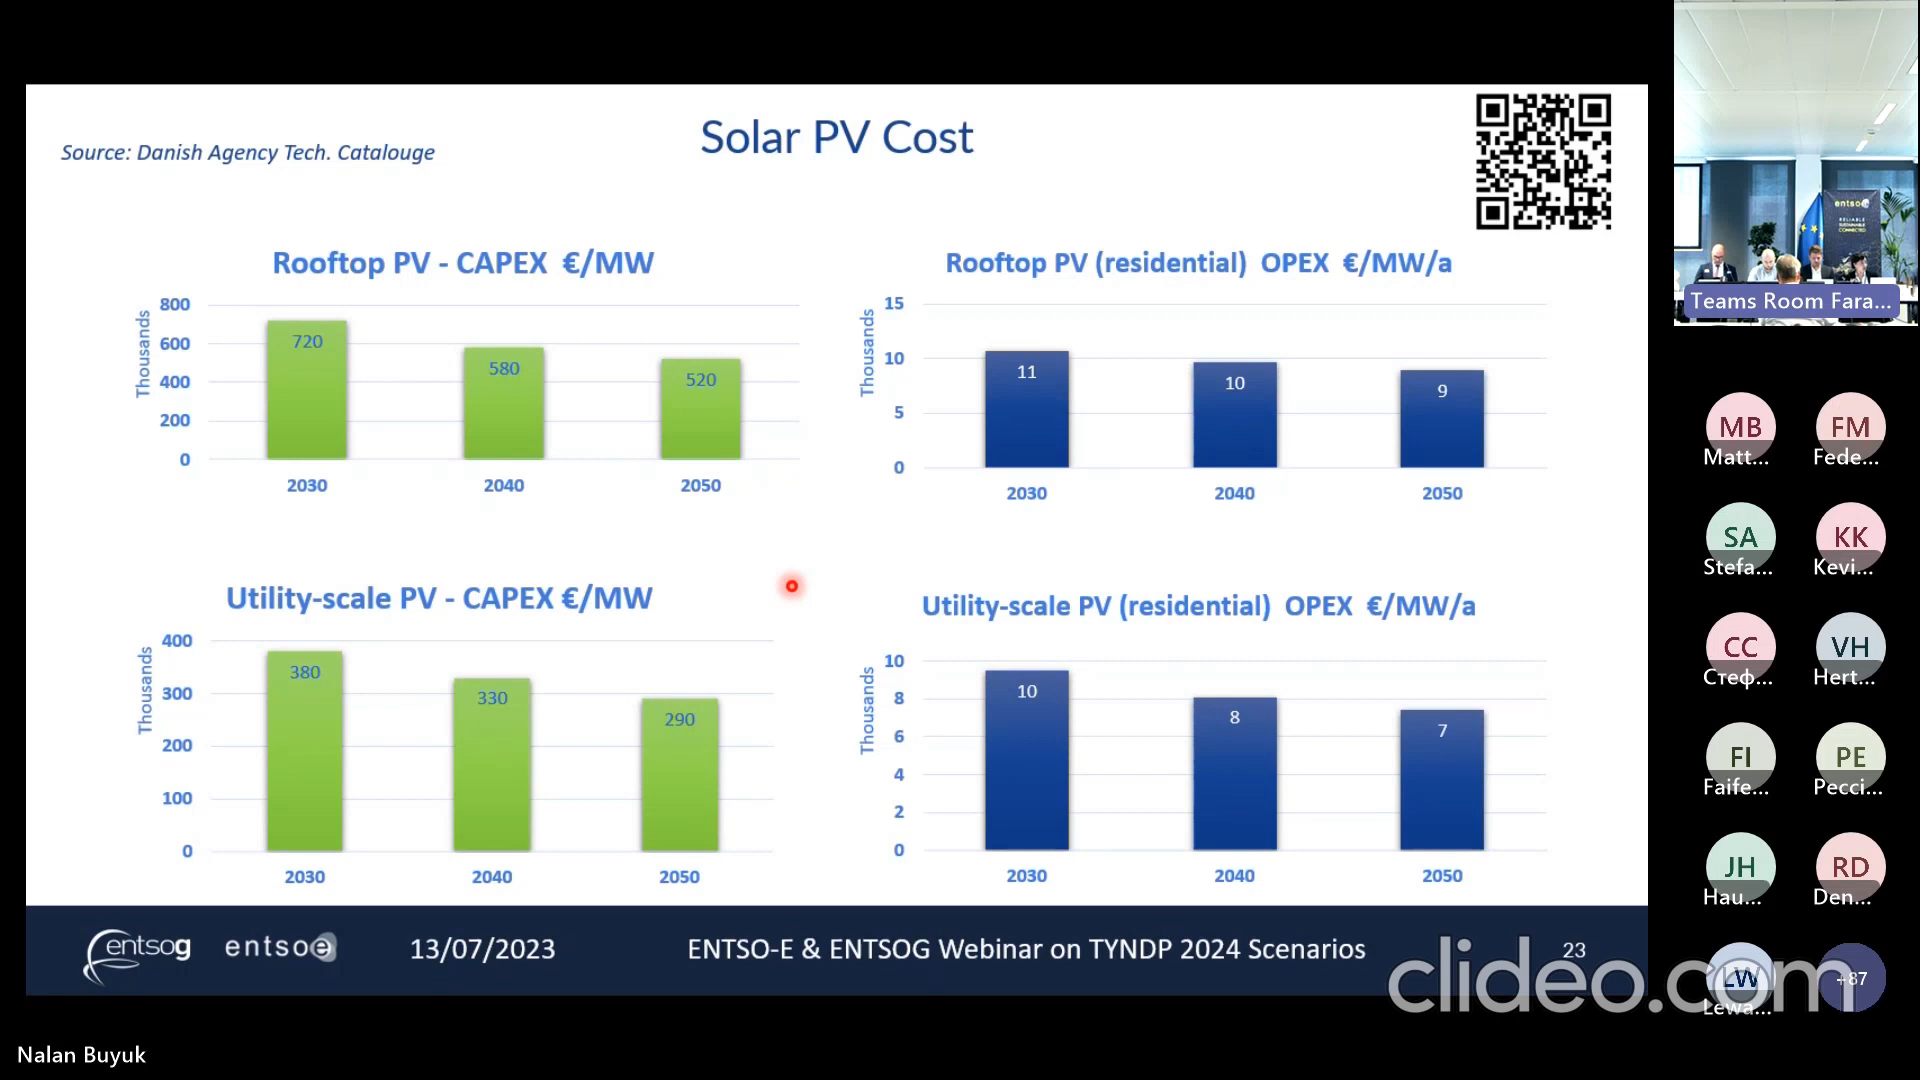 Source: Danish Agency Tech. Catalouge
Solar PV Cost
Rooftop PV - CAPEX €/MW
Thousands
800
600
400
200
0
720
580
520
2030
2040
2050
Rooftop PV (residential) OPEX €/MW/a
Thousands
15
10
5
0
11
10
9
2030
2040
2050
Utility-scale PV - CAPEX €/MW
Thousands
400
300
200
100
0
380
330
290
2030
2040
2050
Utility-scale PV (residential) OPEX €/MW/a
Thousands
10
8
6
4
2
0
10
8
7
2030
2040
2050
entsog
entsoe
13/07/2023
ENTSO-E & ENTSOG Webinar on TYNDP 2024 Scenarios
23
clideo.com
Nalan Buyuk
entsoe
RELIABLE
SUSTAINABLE
CONNECTED
Teams Room Fara...
MB
Matt...
FM
Fede...
SA
Stefa...
KK
Kevi...
CC
Стеф...
VH
Hert...
FI
Faife...
PE
Pecci...
JH
Hau...
RD
Den...
LW
Lewa...
+87